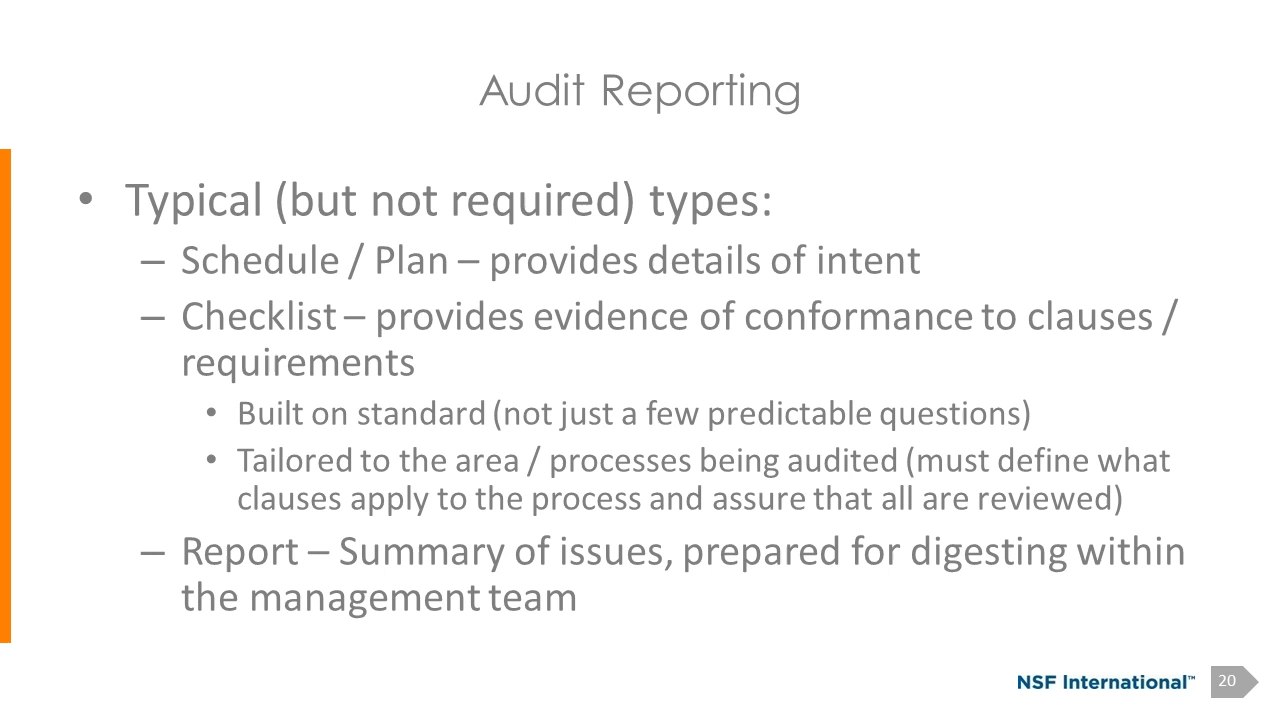 Audit Reporting
• Typical (but not required) types:
– Schedule / Plan – provides details of intent
– Checklist – provides evidence of conformance to clauses /
requirements
• Built on standard (not just a few predictable questions)
• Tailored to the area / processes being audited (must define what
clauses apply to the process and assure that all are reviewed)
– Report – Summary of issues, prepared for digesting within
the management team
NSF International™
20